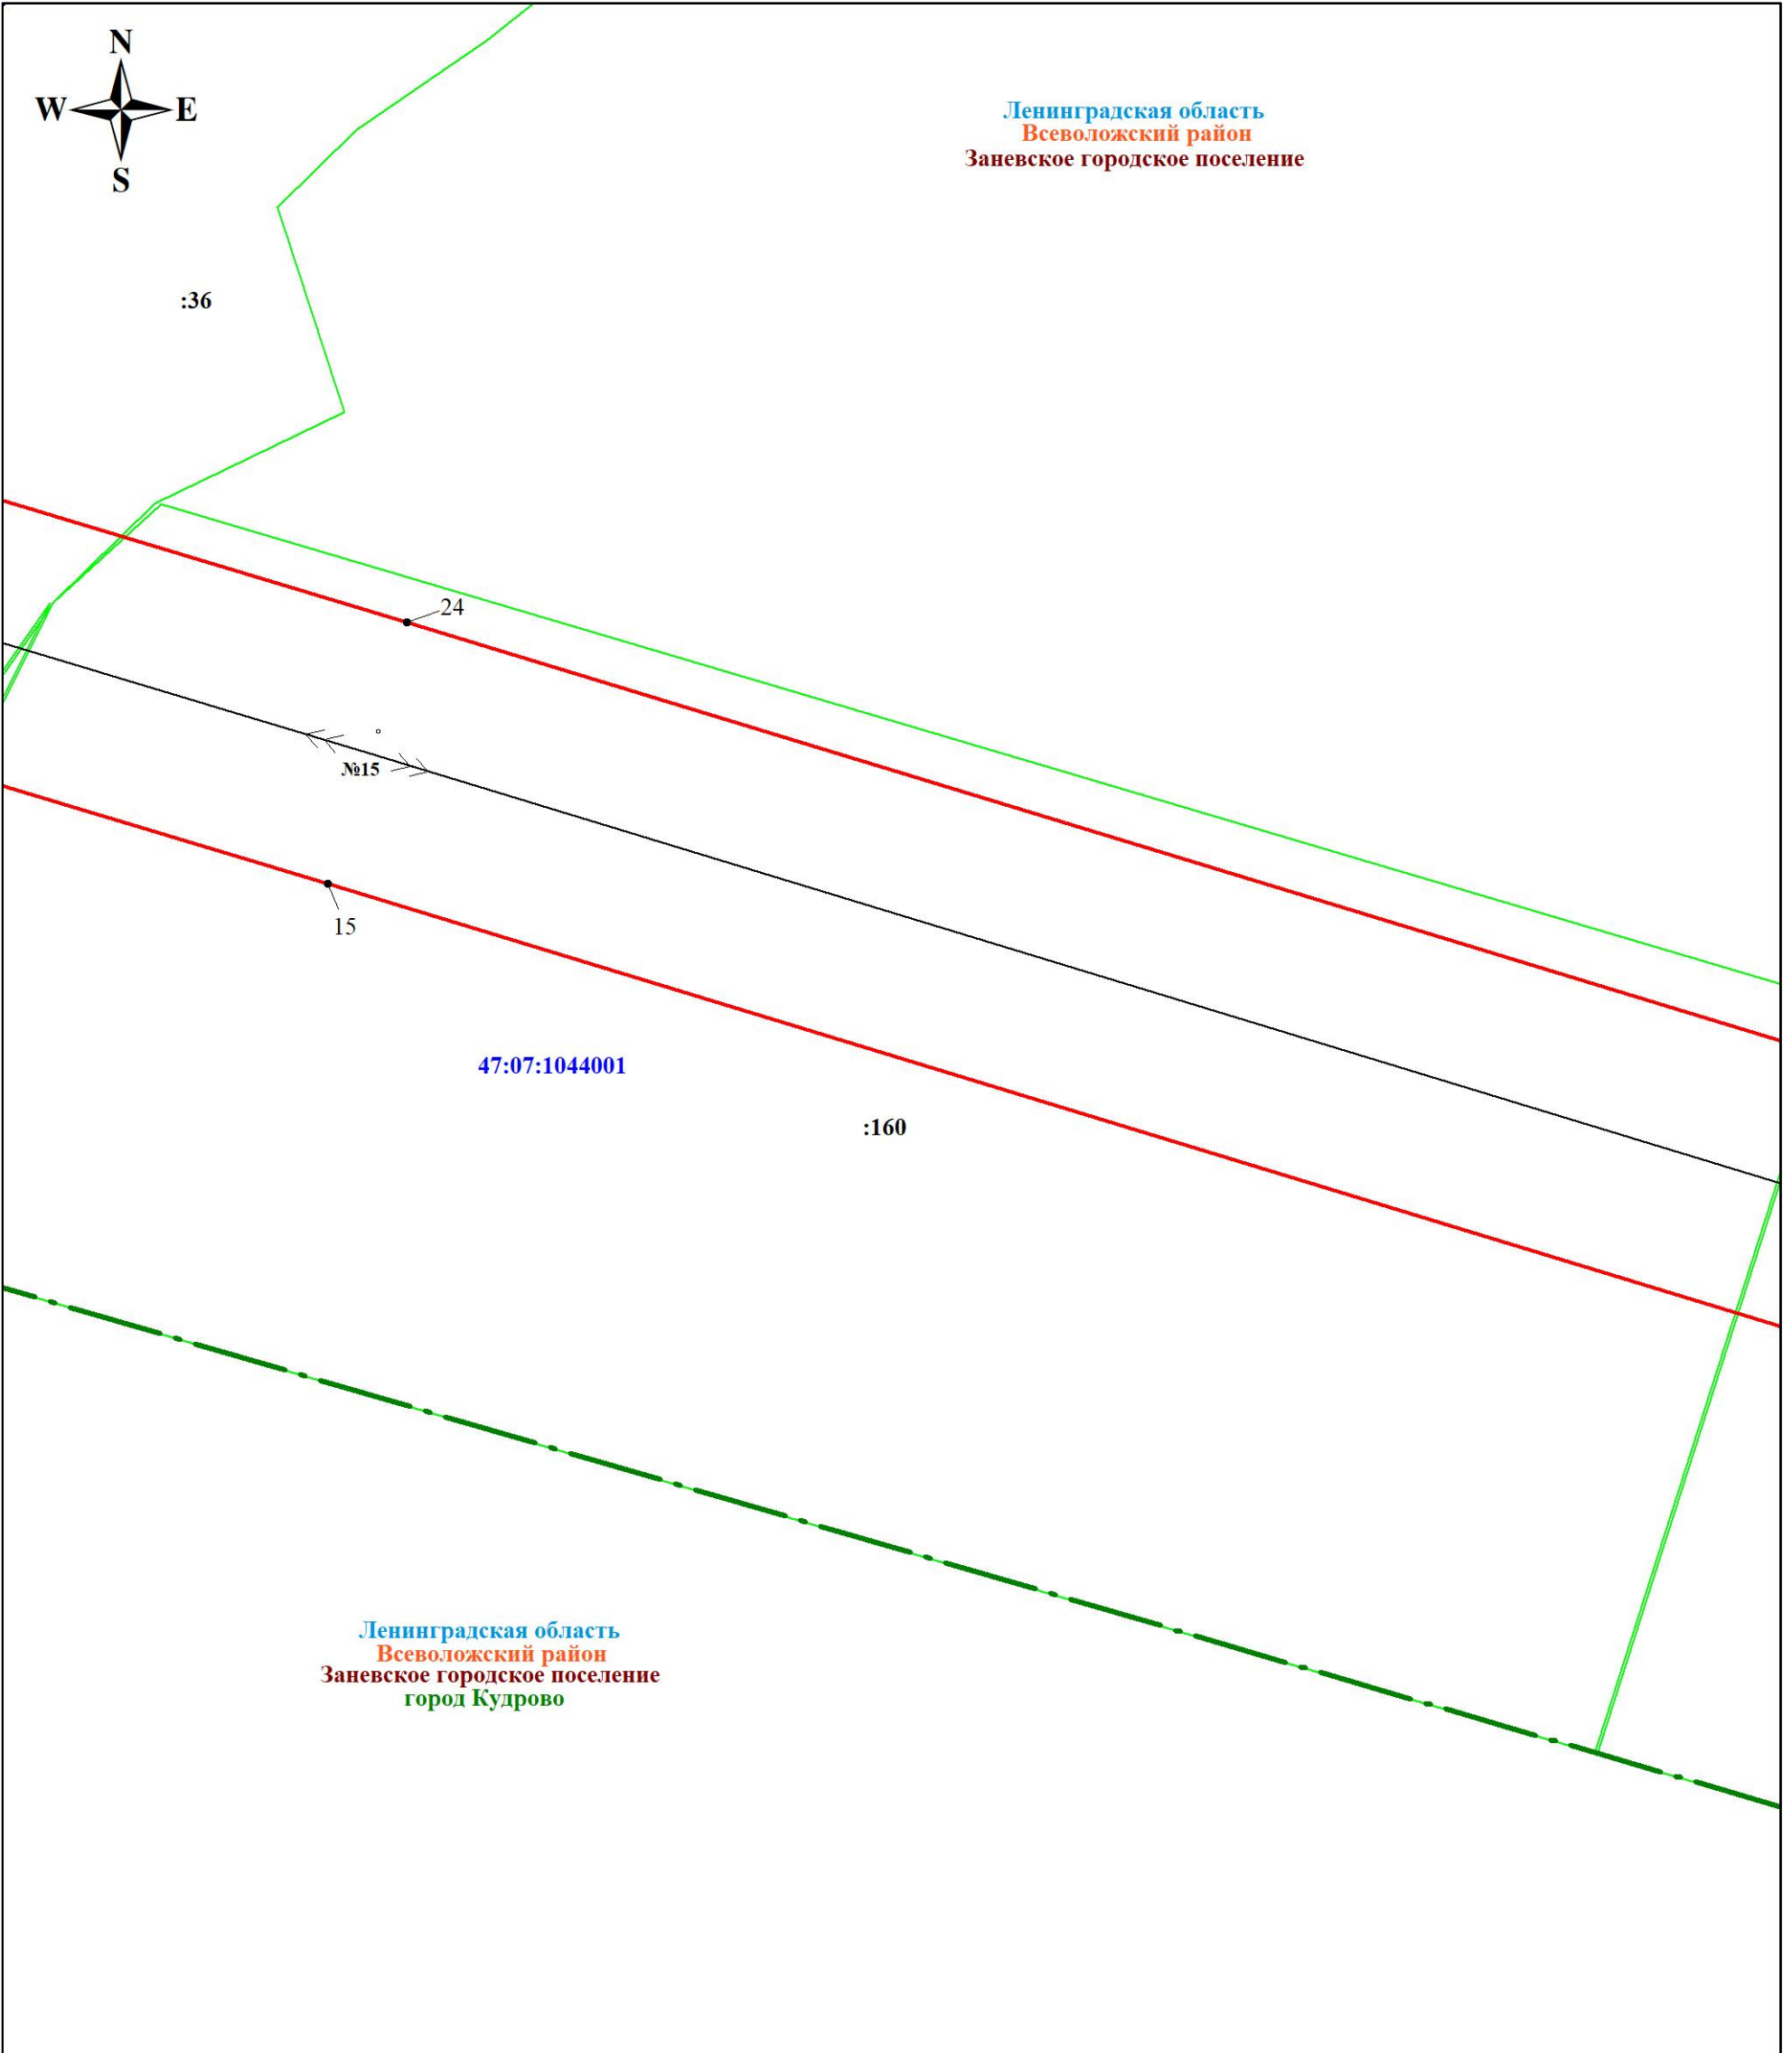 N
W E
S
Ленинградская область
Всеволожский район
Заневское городское поселение
:36
24
№15
15
47:07:1044001
:160
Ленинградская область
Всеволожский район
Заневское городское поселение
город Кудрово